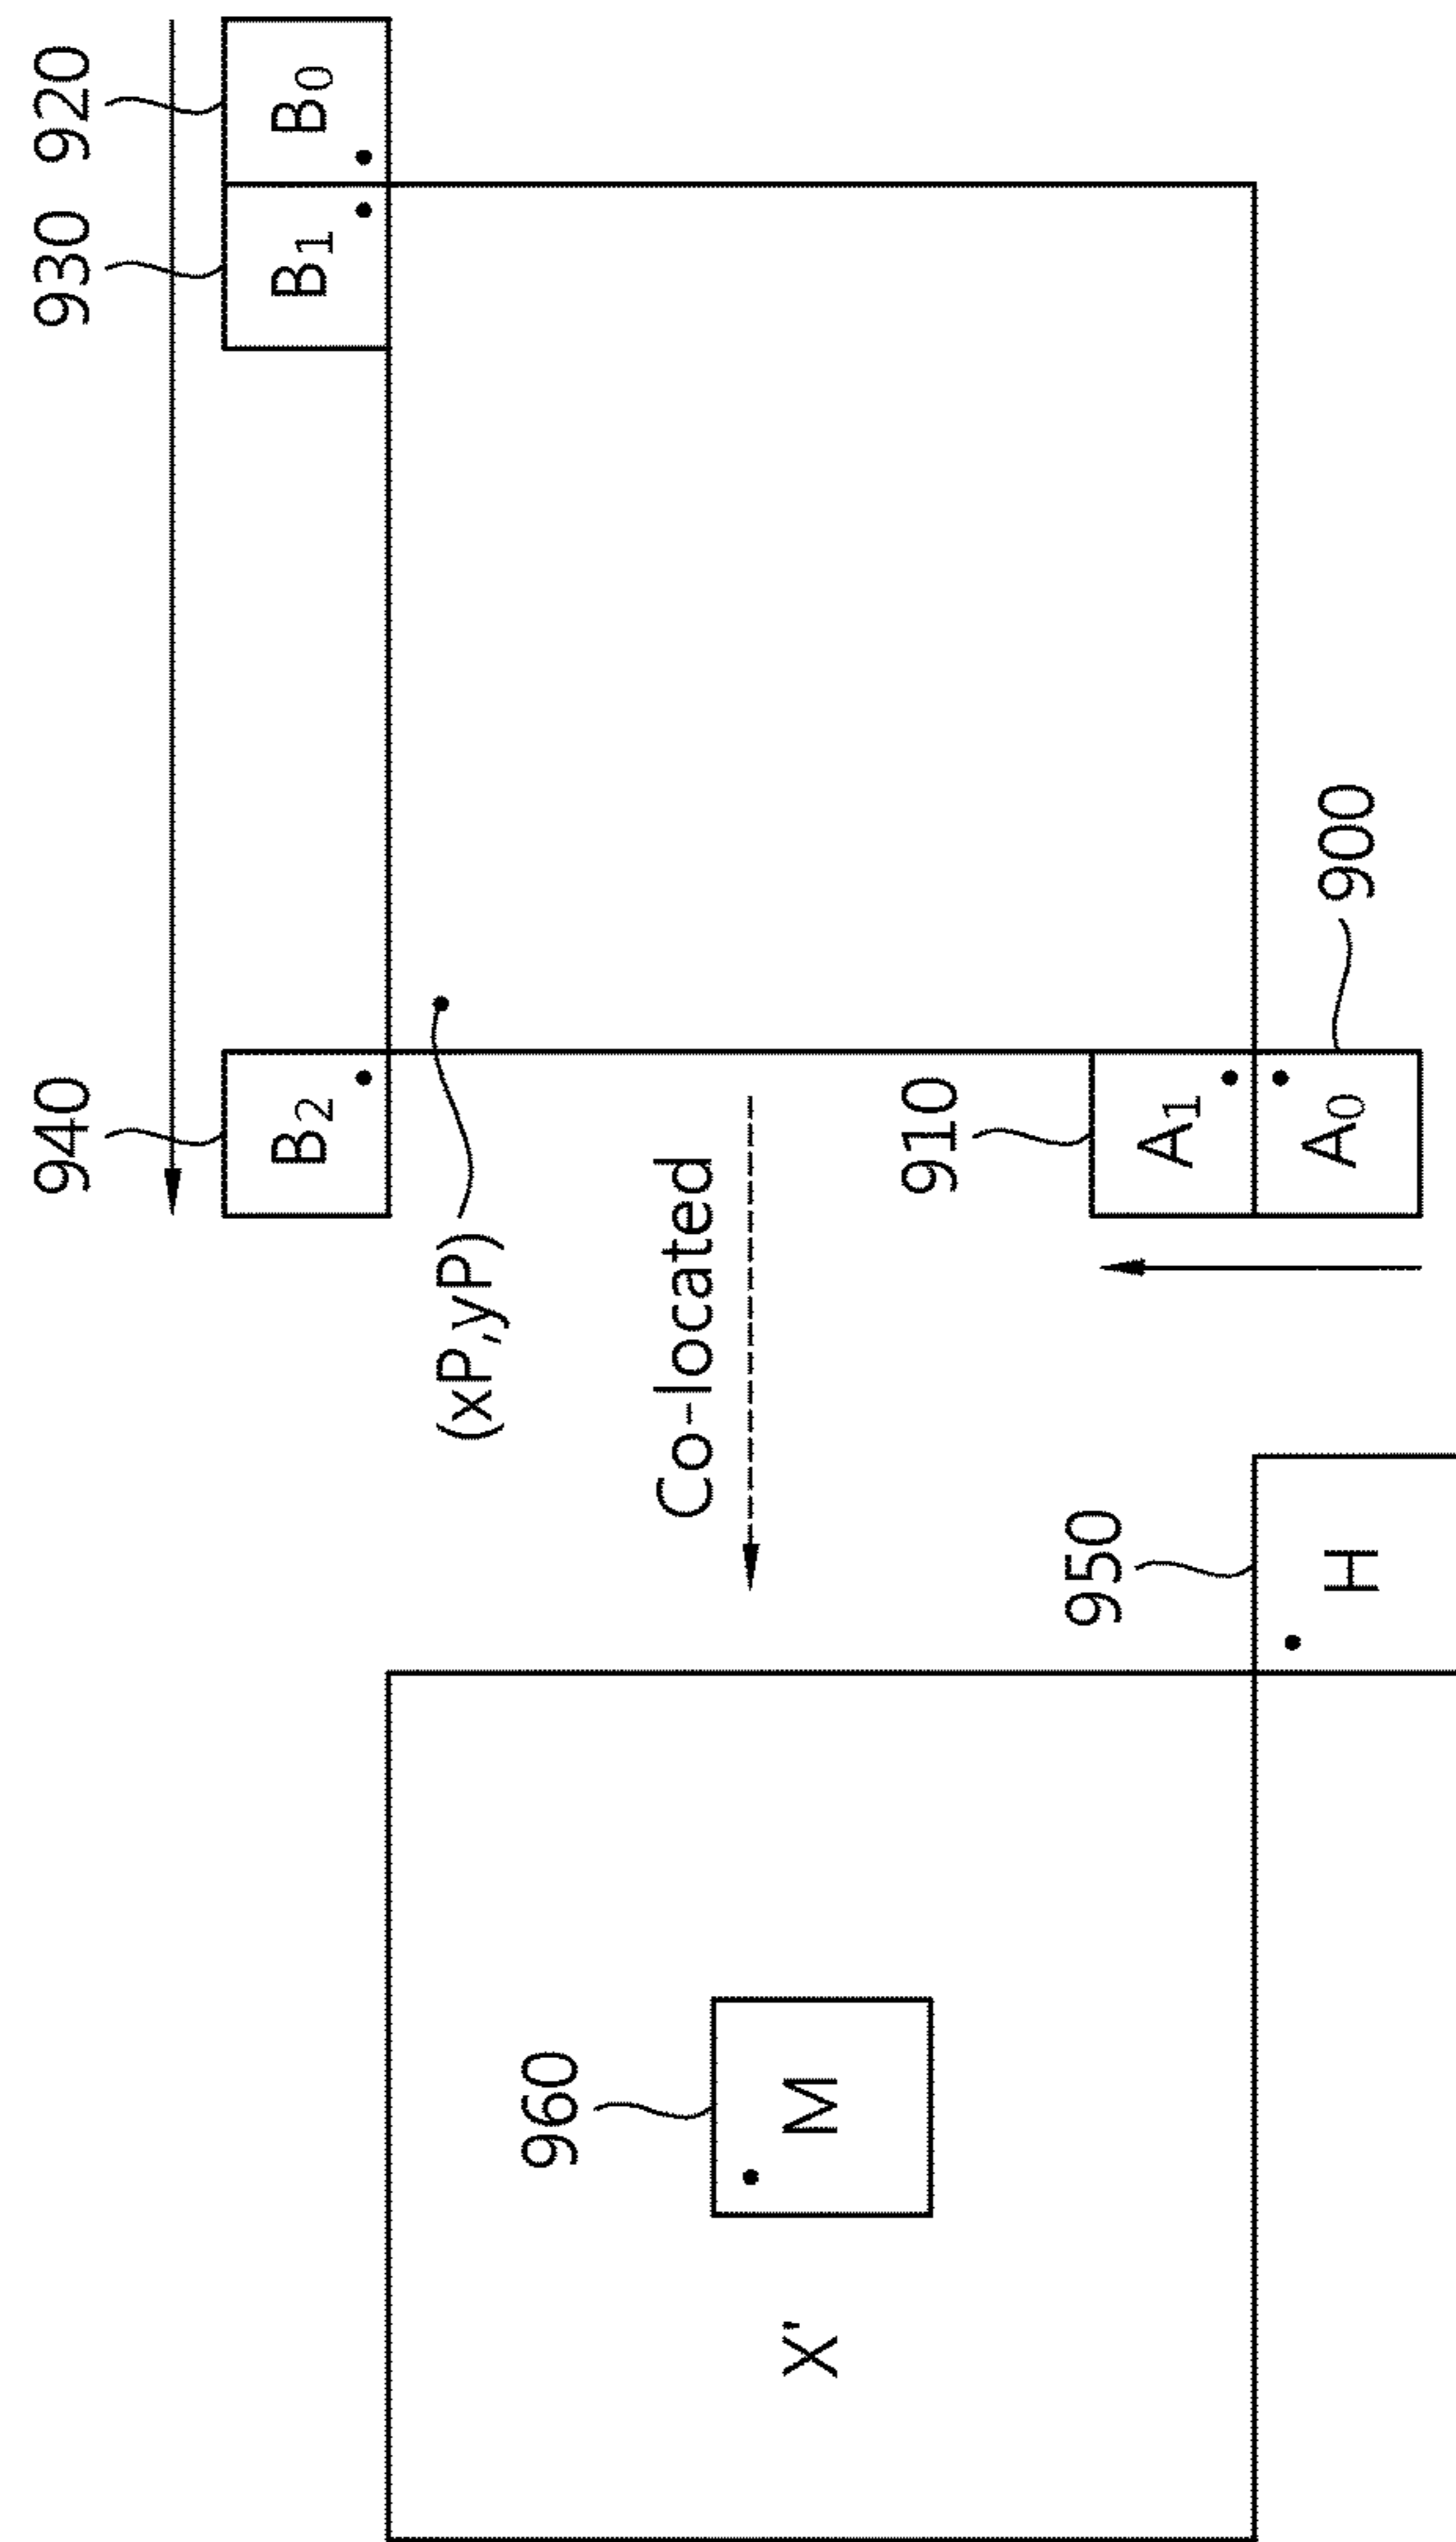 940 930 920
B₂ B₁ B₀
(xP,yP)
960
Co-located
X' M
910
950
A₁
H A₀ 900